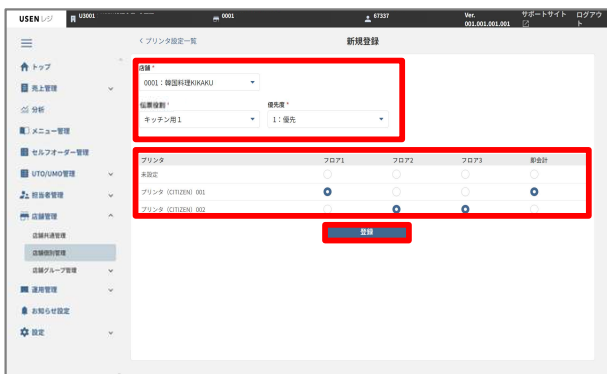 USEN レジ U3001 0001 67337 Ver. 001.001.001.001 サポートサイト ログアウト
< プリンタ設定一覧 新規登録
トップ
売上管理
分析
メニュー管理
セルフオーダー管理
UTO/UMO管理
担当者管理
店舗管理
店舗共通管理
店舗個別管理
店舗グループ管理
運用管理
お知らせ設定
設定
店舗 *
0001：韓国料理KIKAKU
伝票役割 * 優先度 *
キッチン用1 1：優先
プリンタ フロア1 フロア2 フロア3 即会計
未設定
プリンタ（CITIZEN）001
プリンタ（CITIZEN）002
登録